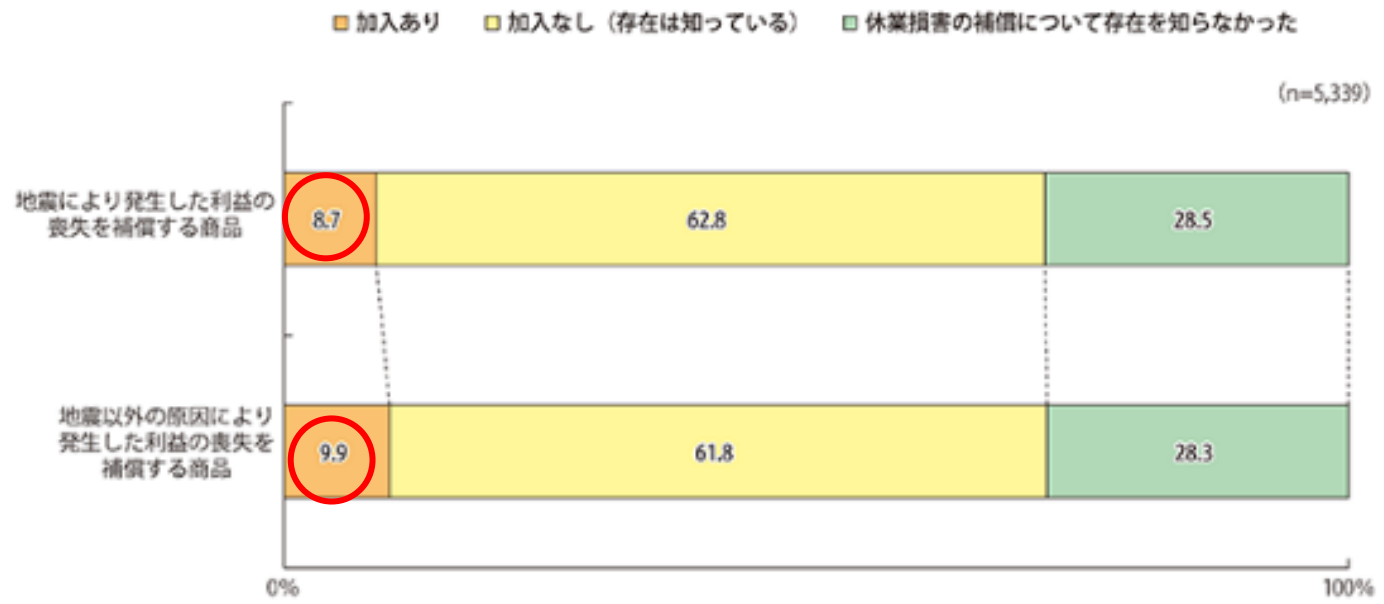 加入あり 加入なし（存在は知っている） 休業損害の補償について存在を知らなかった
（n=5,339）
地震により発生した利益の
喪失を補償する商品
8.7 62.8 28.5
地震以外の原因により
発生した利益の喪失を
補償する商品
9.9 61.8 28.3
0% 100%